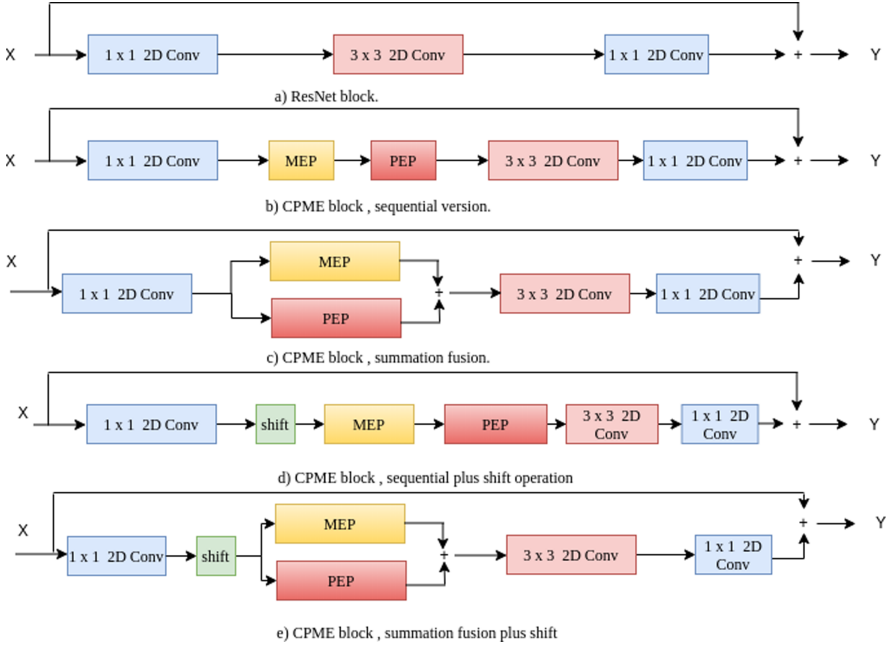 X
1 x 1 2D Conv
3 x 3 2D Conv
1 x 1 2D Conv
+
Y
a) ResNet block.
X
1 x 1 2D Conv
MEP
PEP
3 x 3 2D Conv
1 x 1 2D Conv
+
Y
b) CPME block , sequential version.
X
1 x 1 2D Conv
MEP
PEP
+
3 x 3 2D Conv
1 x 1 2D Conv
+
Y
c) CPME block , summation fusion.
X
1 x 1 2D Conv
shift
MEP
PEP
3 x 3 2D
Conv
1 x 1 2D
Conv
+
Y
d) CPME block , sequential plus shift operation
X
1 x 1 2D Conv
shift
MEP
PEP
+
3 x 3 2D Conv
1 x 1 2D
Conv
+
Y
e) CPME block , summation fusion plus shift